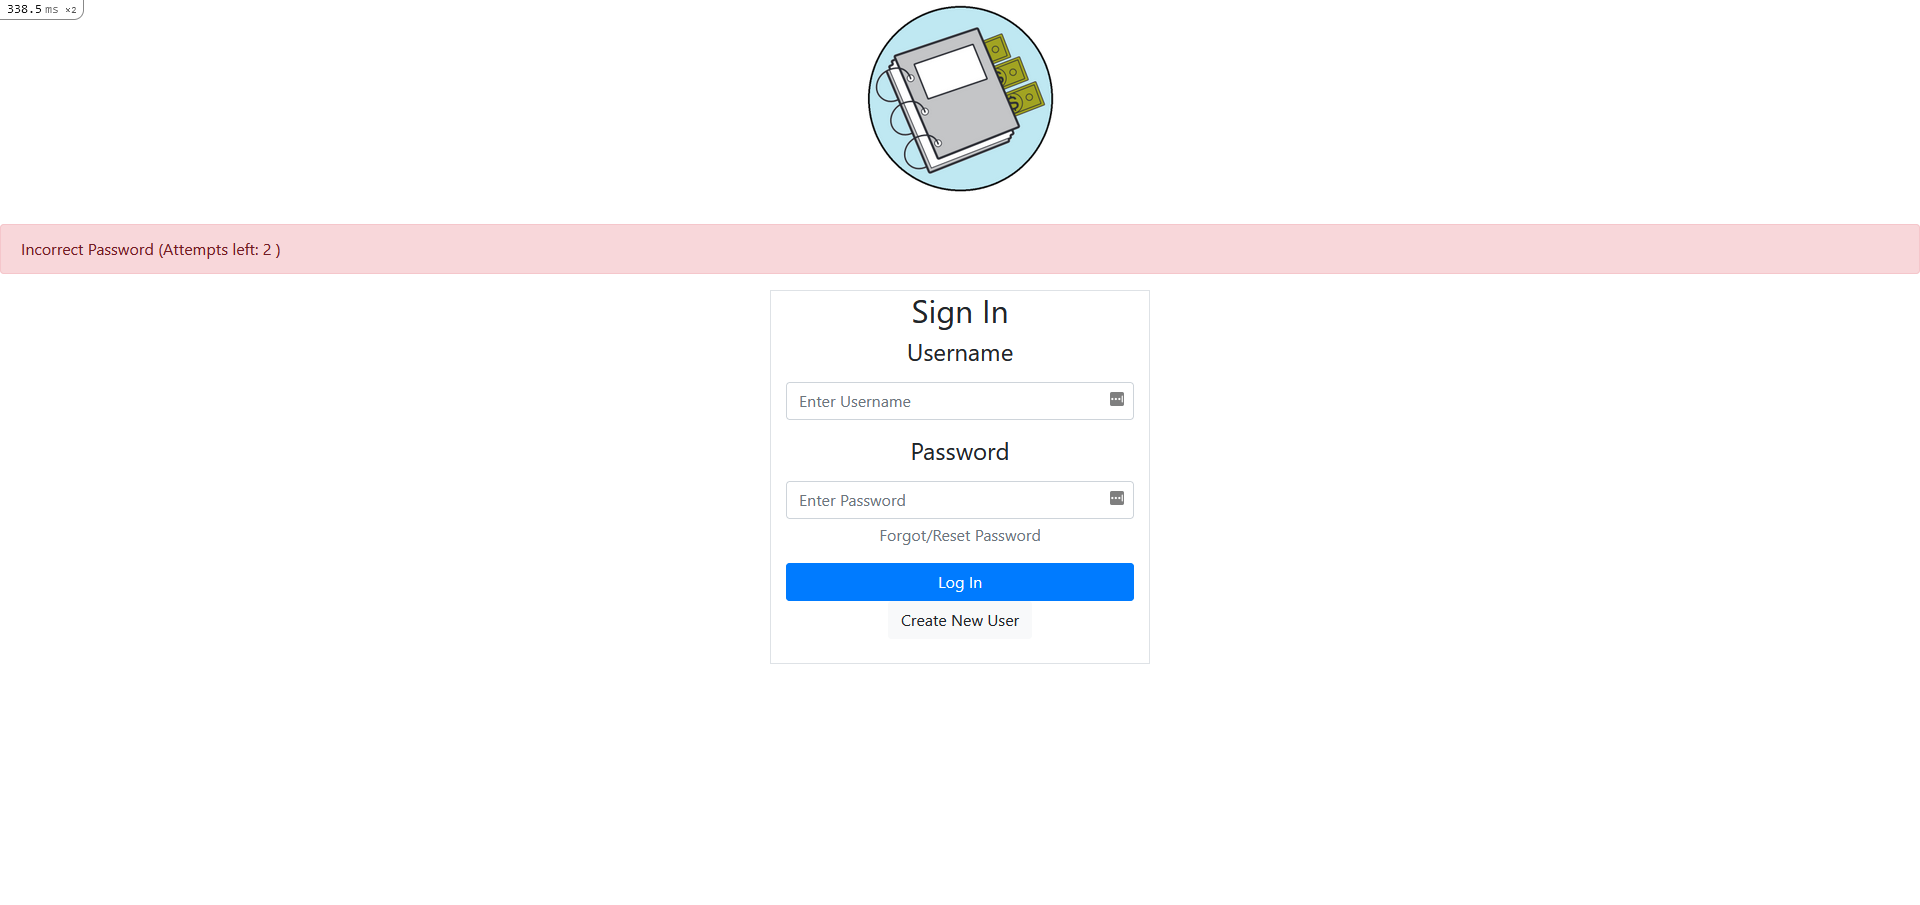 338.5 ms ×2
Incorrect Password (Attempts left: 2 )
Sign In
Username
Enter Username
Password
Enter Password
Forgot/Reset Password
Log In
Create New User